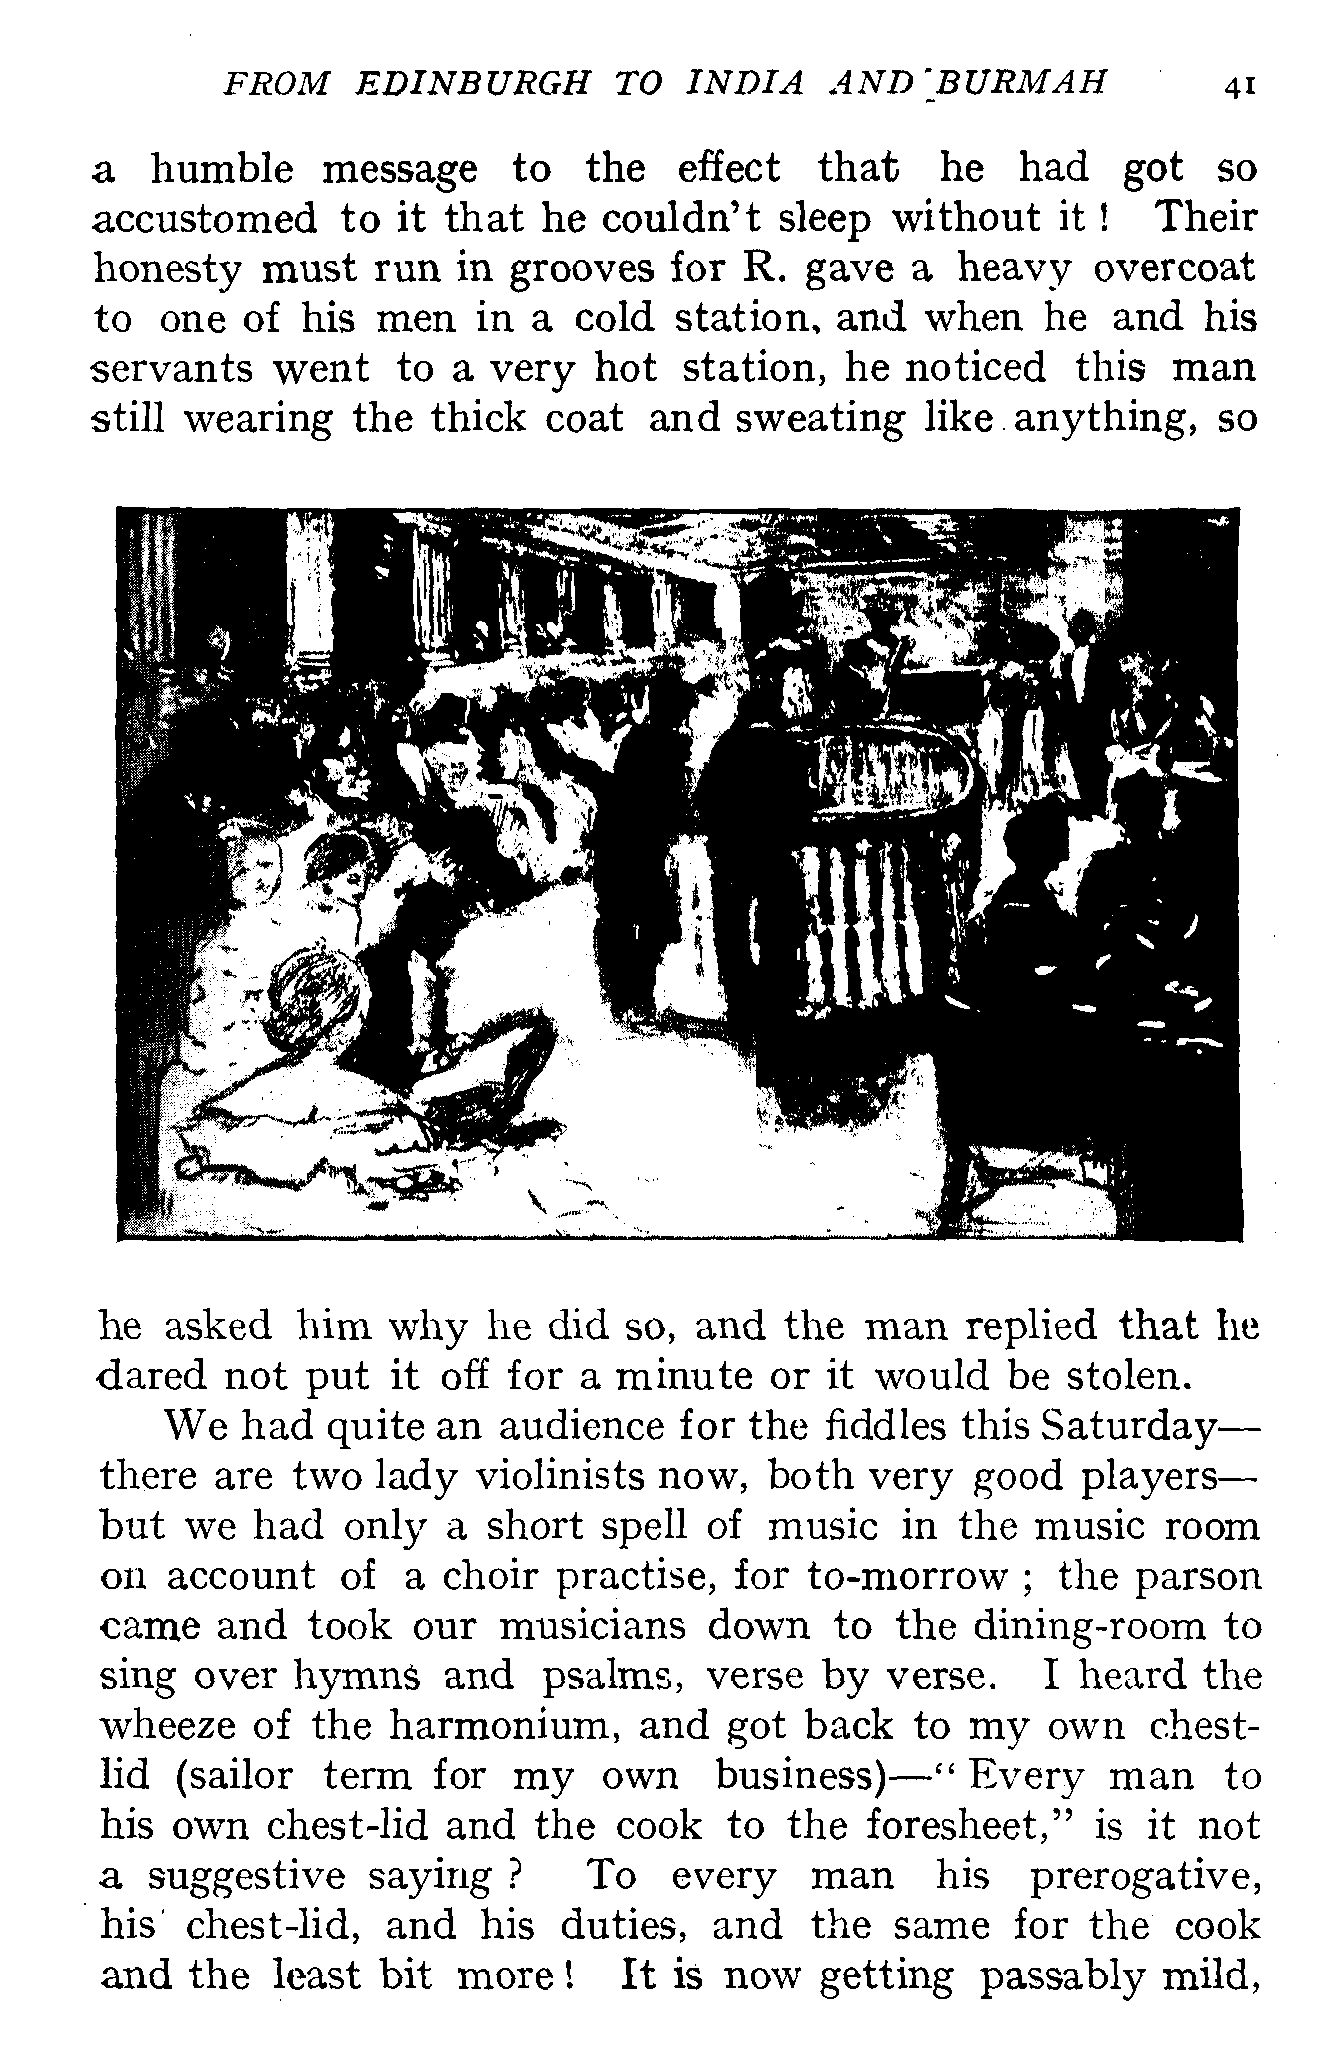 FROM EDINBURGH TO INDIA AND BURMAH 41
a humble message to the effect that he had got so
accustomed to it that he couldn't sleep without it! Their
honesty must run in grooves for R. gave a heavy overcoat
to one of his men in a cold station, and when he and his
servants went to a very hot station, he noticed this man
still wearing the thick coat and sweating like anything, so
he asked him why he did so, and the man replied that he
dared not put it off for a minute or it would be stolen.
We had quite an audience for the fiddles this Saturday—
there are two lady violinists now, both very good players—
but we had only a short spell of music in the music room
on account of a choir practise, for to-morrow; the parson
came and took our musicians down to the dining-room to
sing over hymns and psalms, verse by verse. I heard the
wheeze of the harmonium, and got back to my own chest-
lid (sailor term for my own business)—"Every man to
his own chest-lid and the cook to the foresheet," is it not
a suggestive saying? To every man his prerogative,
his chest-lid, and his duties, and the same for the cook
and the least bit more! It is now getting passably mild,